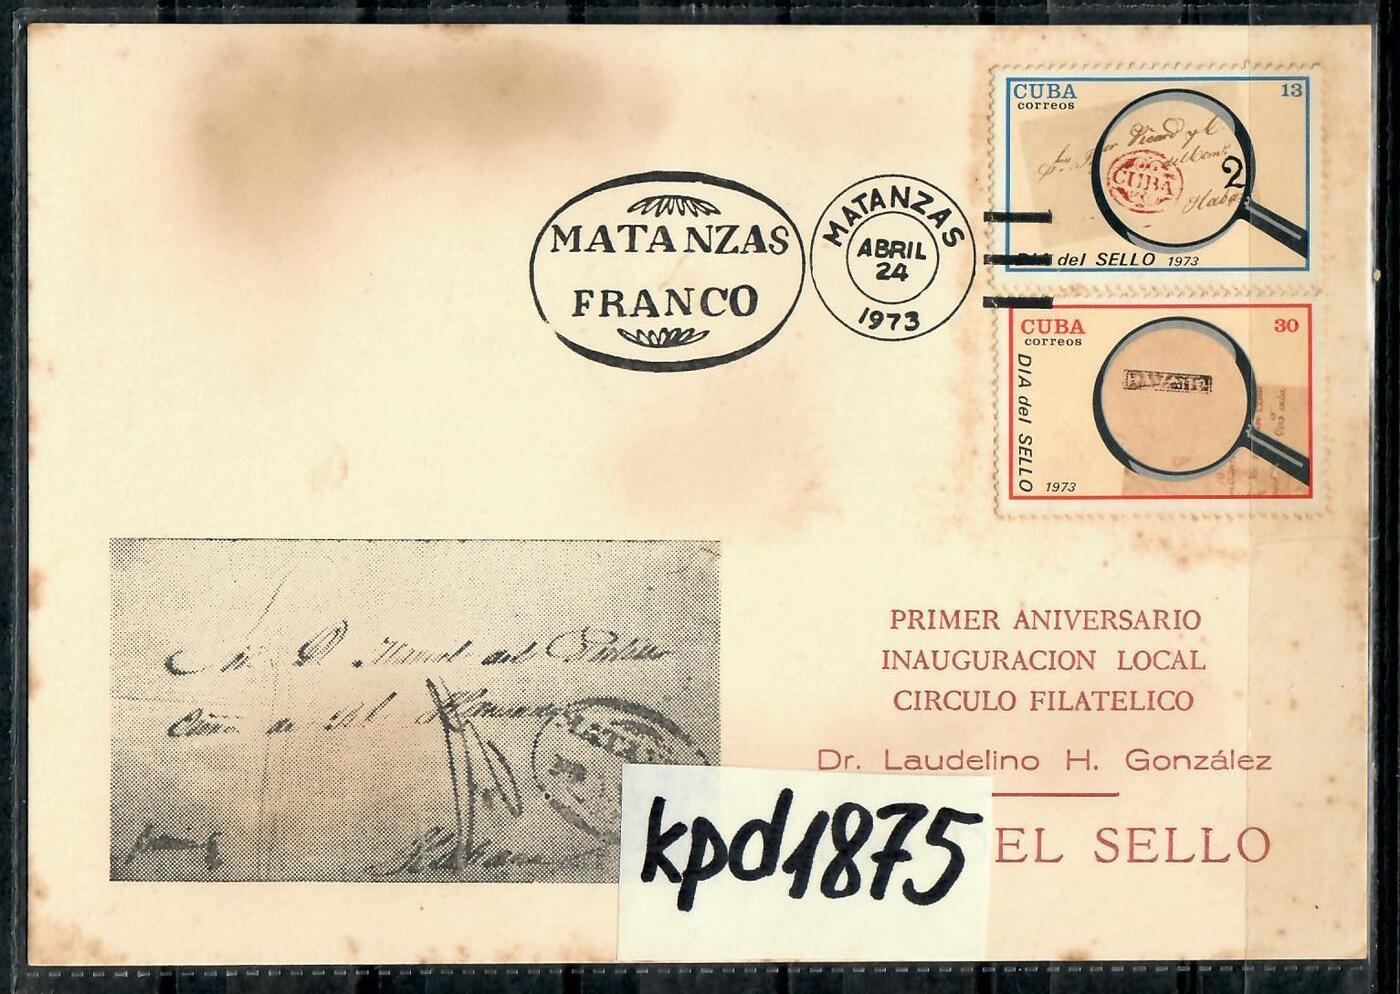 CUBA 13
correos
CUBA
2
DIA del SELLO 1973
MATANZAS
FRANCO
MATANZAS
ABRIL
24
1973
CUBA 30
correos
DIA del SELLO 1973
PRIMER ANIVERSARIO
INAUGURACION LOCAL
CIRCULO FILATELICO
Dr. Laudelino H. González
EL SELLO
kpd1875